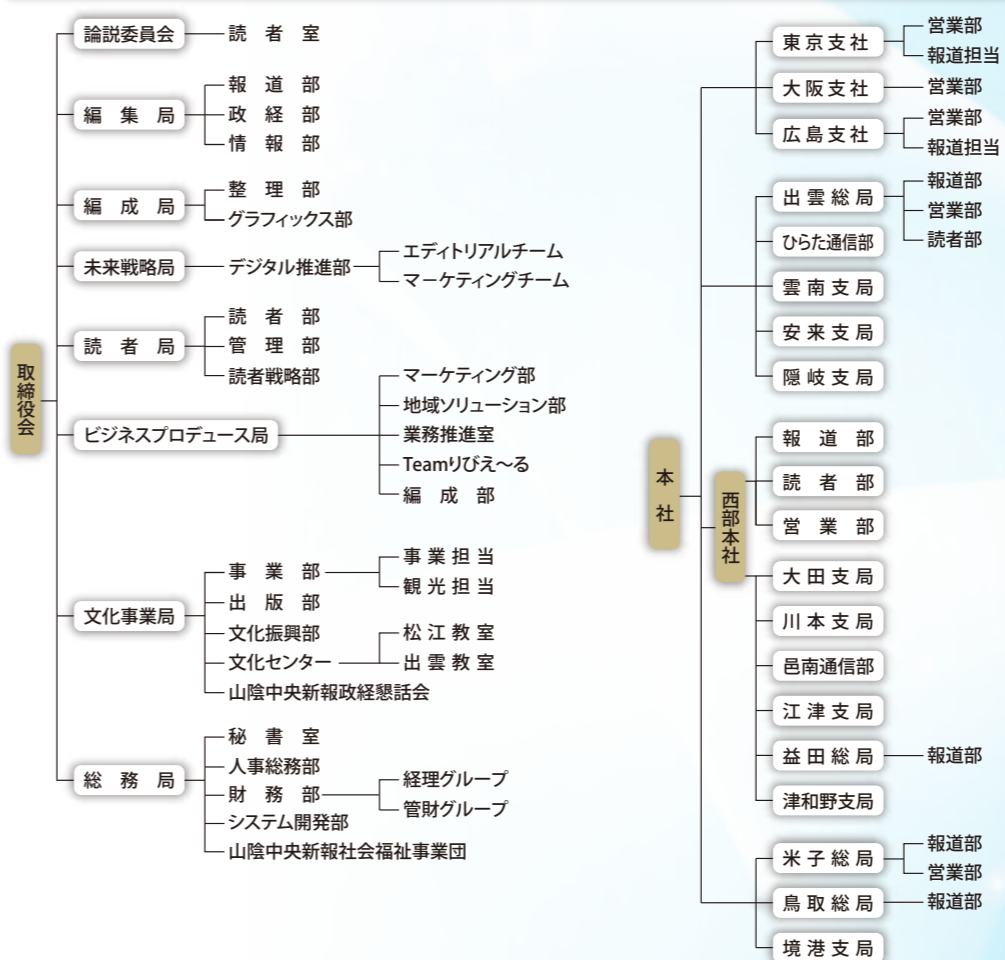 取締役会
論説委員会
読者室
編集局
報道部
政経部
情報部
編成局
整理部
グラフィックス部
未来戦略局
デジタル推進部
エディトリアルチーム
マーケティングチーム
読者局
読者部
管理部
読者戦略部
ビジネスプロデュース局
マーケティング部
地域ソリューション部
業務推進室
Teamりびえ〜る
編成部
文化事業局
事業部
事業担当
観光担当
出版部
文化振興部
文化センター
松江教室
出雲教室
山陰中央新報政経懇話会
総務局
秘書室
人事総務部
財務部
経理グループ
管財グループ
システム開発部
山陰中央新報社会福祉事業団
本社
東京支社
営業部
報道担当
大阪支社
営業部
広島支社
営業部
報道担当
出雲総局
報道部
営業部
読者部
ひらた通信部
雲南支局
安来支局
隠岐支局
西部本社
報道部
読者部
営業部
大田支局
川本支局
邑南通信部
江津支局
益田総局
報道部
津和野支局
米子総局
報道部
営業部
鳥取総局
報道部
境港支局